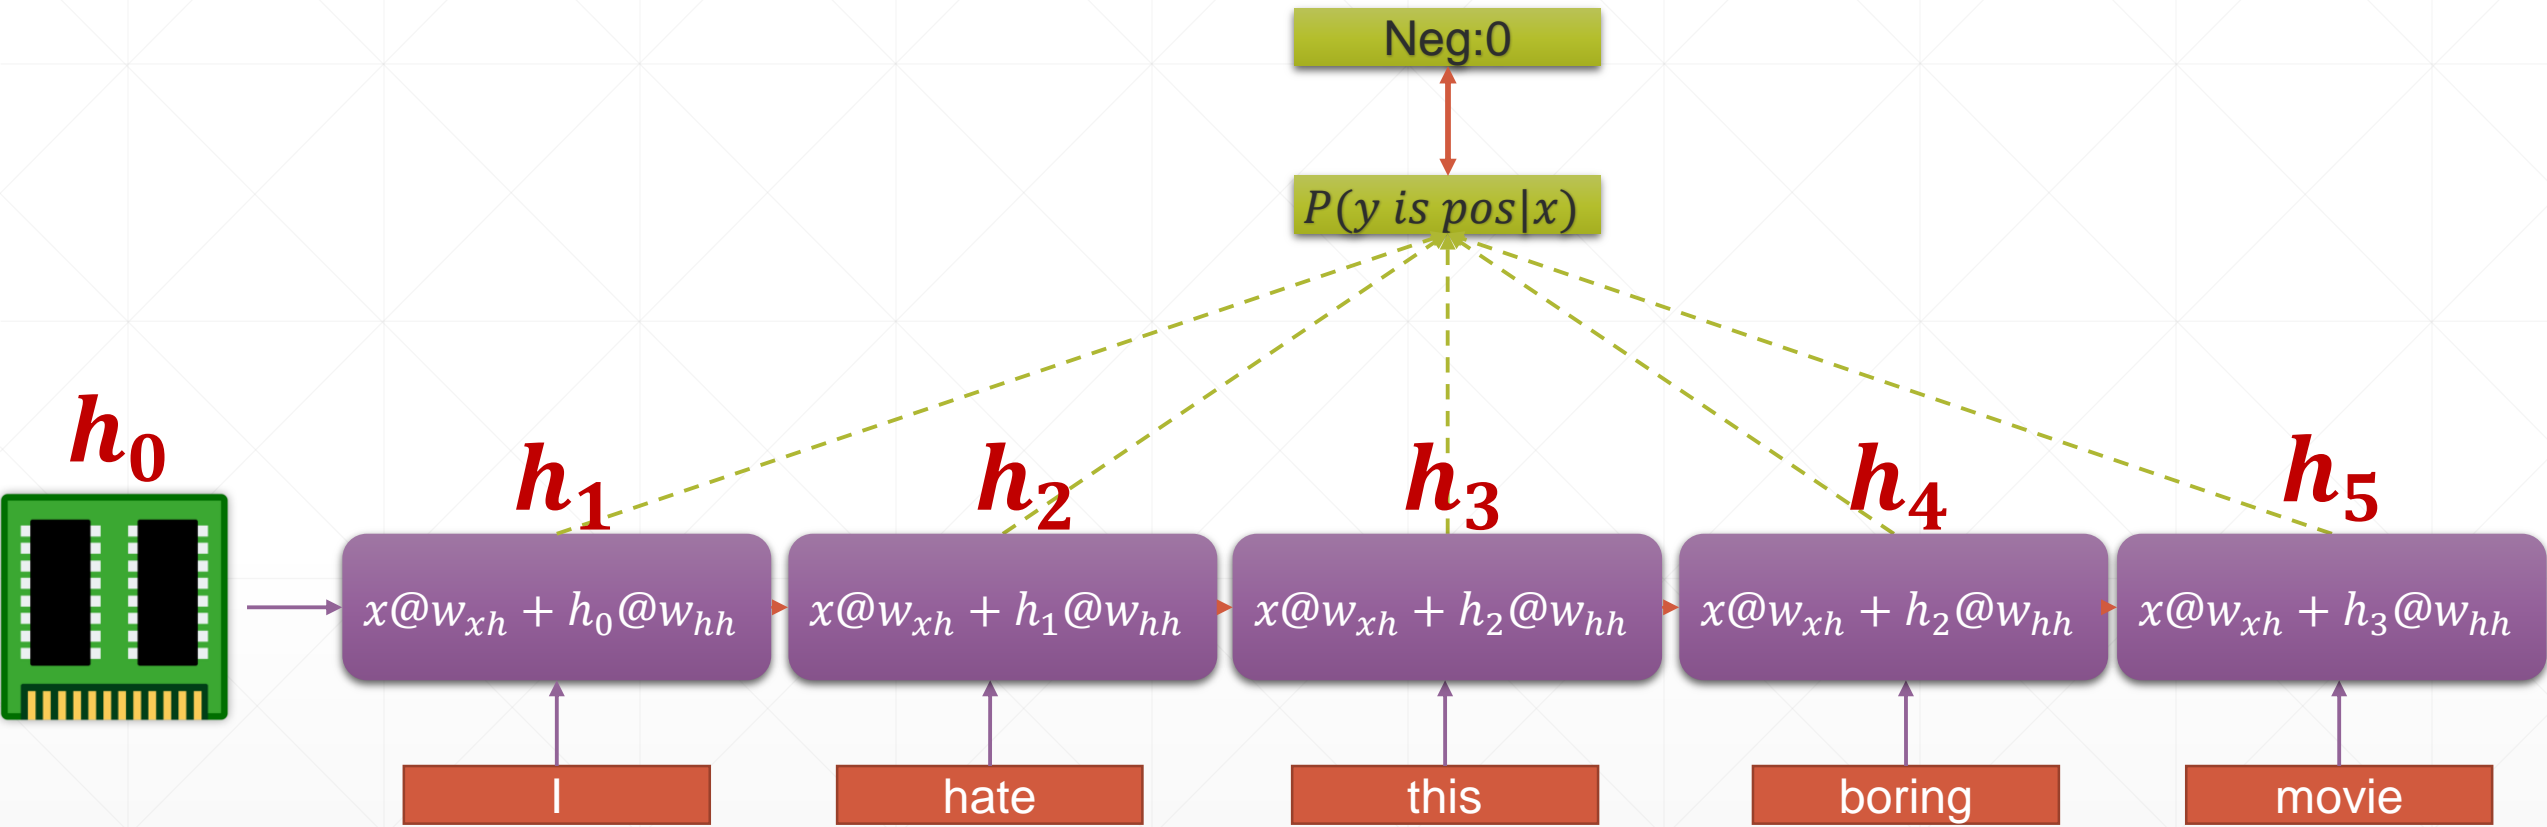 Neg:0
P(y is pos|x)
h₀
h₁ h₂ h₃ h₄ h₅
x@wₓₕ + h₀@wₕₕ
x@wₓₕ + h₁@wₕₕ
x@wₓₕ + h₂@wₕₕ
x@wₓₕ + h₂@wₕₕ
x@wₓₕ + h₃@wₕₕ
I
hate
this
boring
movie